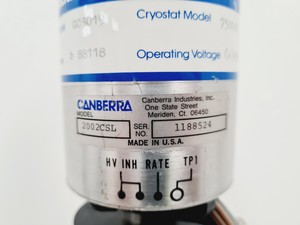 Cryostat Model
88118
Operating Voltage
CANBERRA
Canberra Industries, Inc.
One State Street
Meriden, Ct. 06450
MODEL
2002CSL
SER. NO.
1188524
MADE IN U.S.A.
HV INH RATE TP1